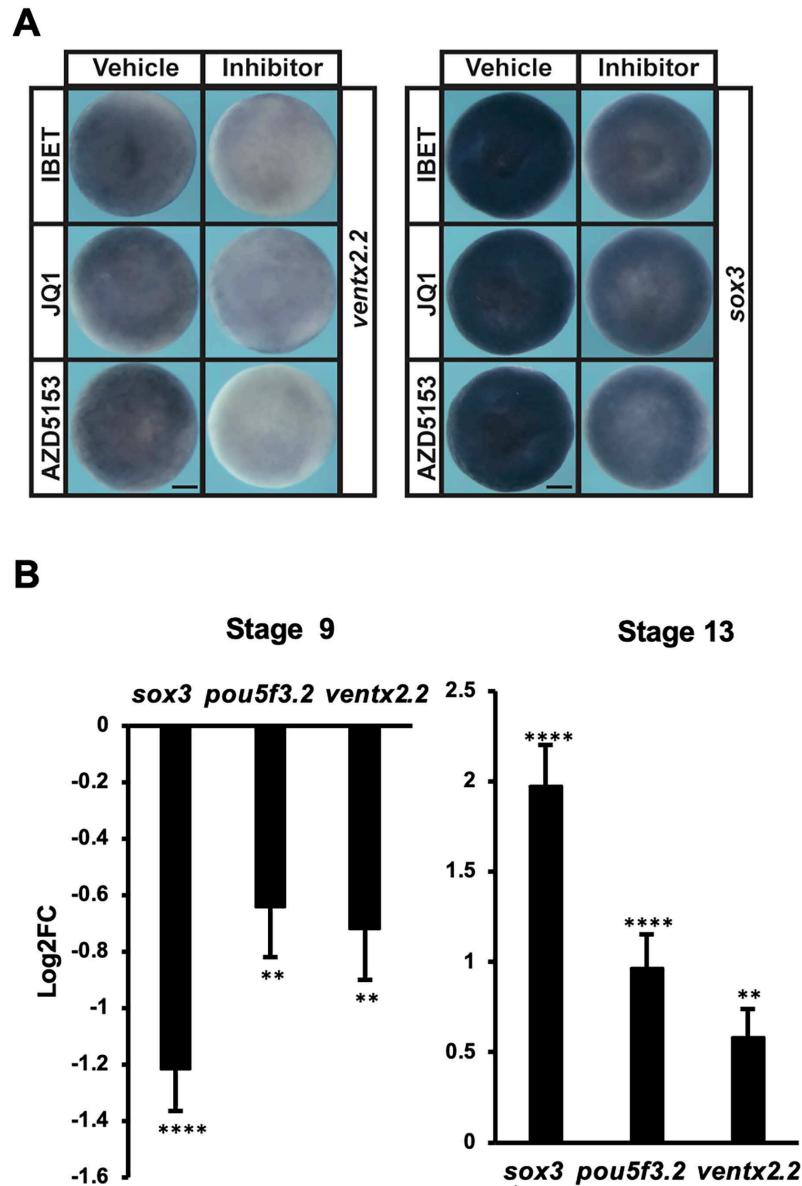 A
Vehicle Inhibitor
IBET
JQ1
AZD5153
ventx2.2
Vehicle Inhibitor
IBET
JQ1
AZD5153
sox3
B
Stage 9
sox3 pou5f3.2 ventx2.2
Log2FC
0
-0.2
-0.4
-0.6
-0.8
-1
-1.2
-1.4
-1.6
****
**
**
Stage 13
2.5
2
1.5
1
0.5
0
****
****
**
sox3 pou5f3.2 ventx2.2